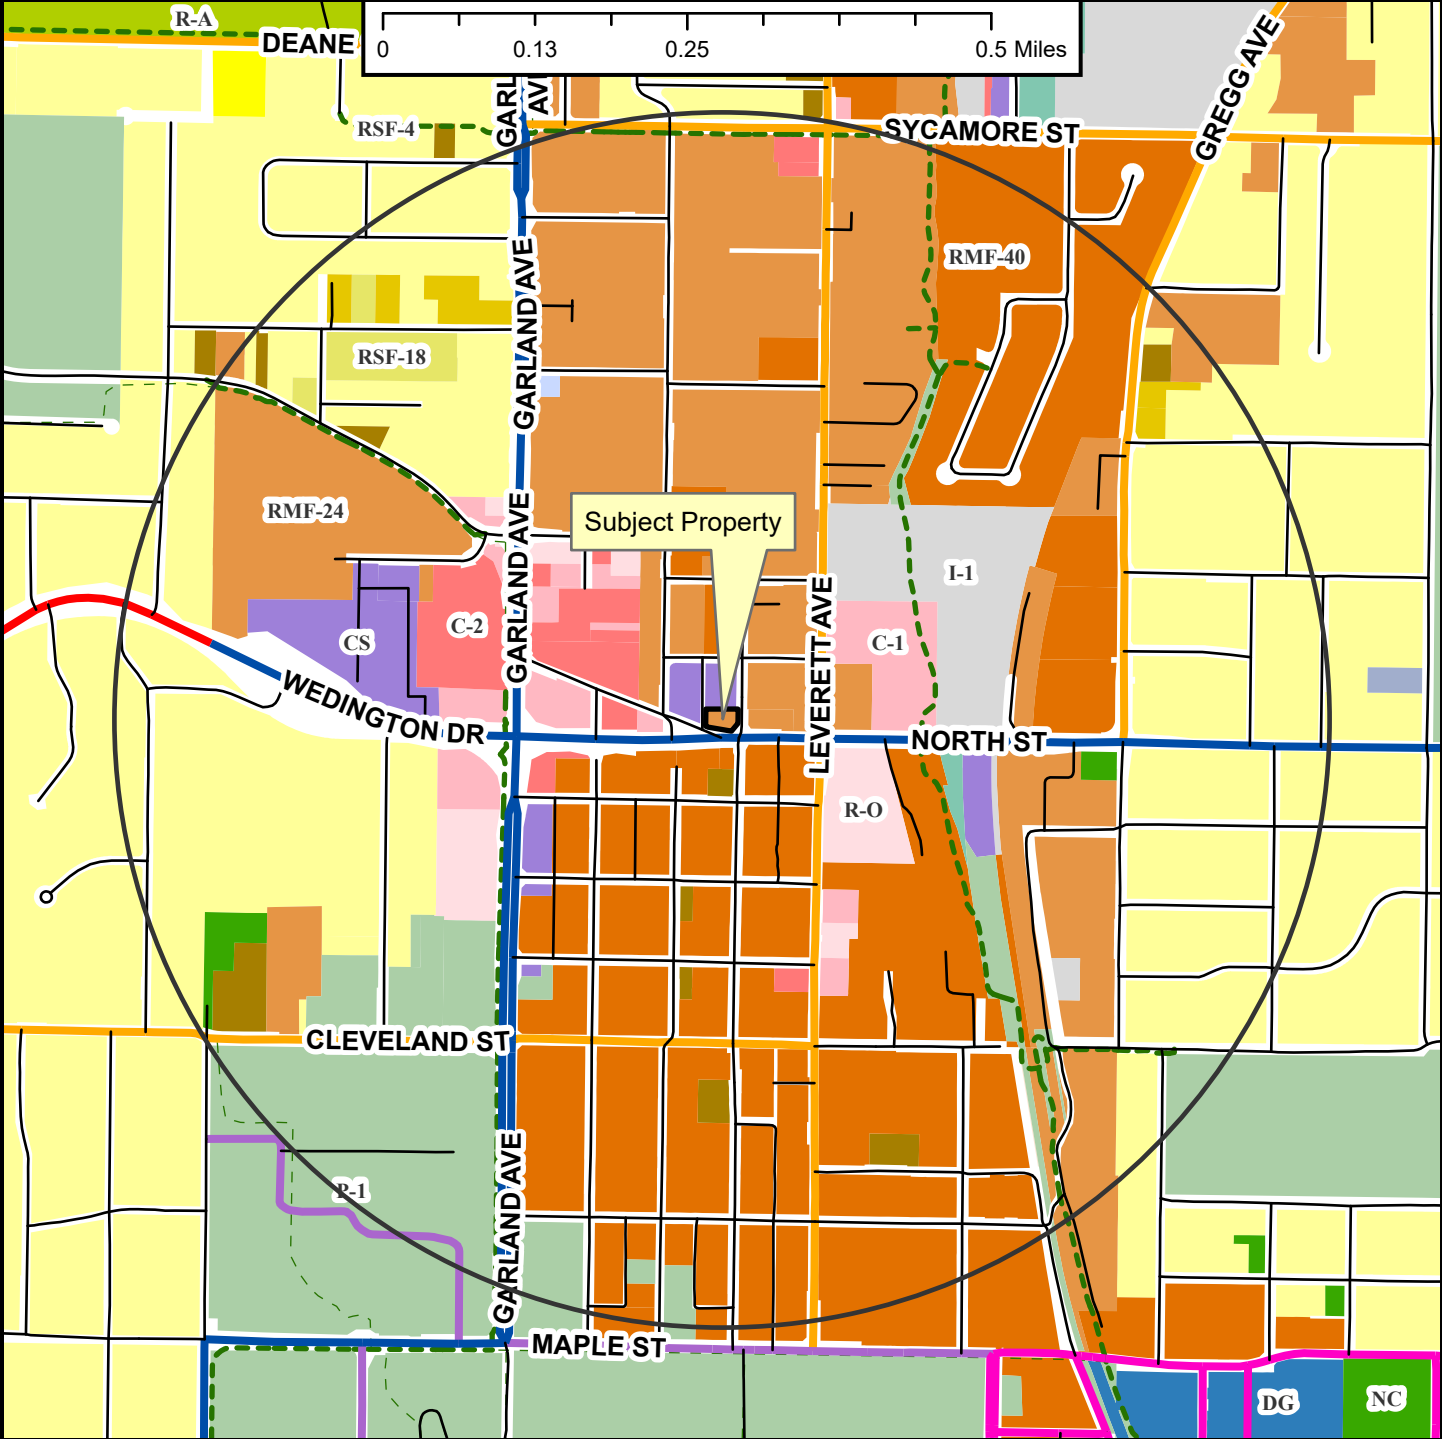 R-A
DEANE
0 0.13 0.25 0.5 Miles
GARL
AV
GREGG AVE
RSF-4
SYCAMORE ST
RMF-40
GARLAND AVE
RSF-18
RMF-24
GARLAND AVE
Subject Property
I-1
LEVERETT AVE
CS
C-2
C-1
WEDINGTON DR
NORTH ST
R-O
CLEVELAND ST
P-1
GARLAND AVE
MAPLE ST
DG
NC